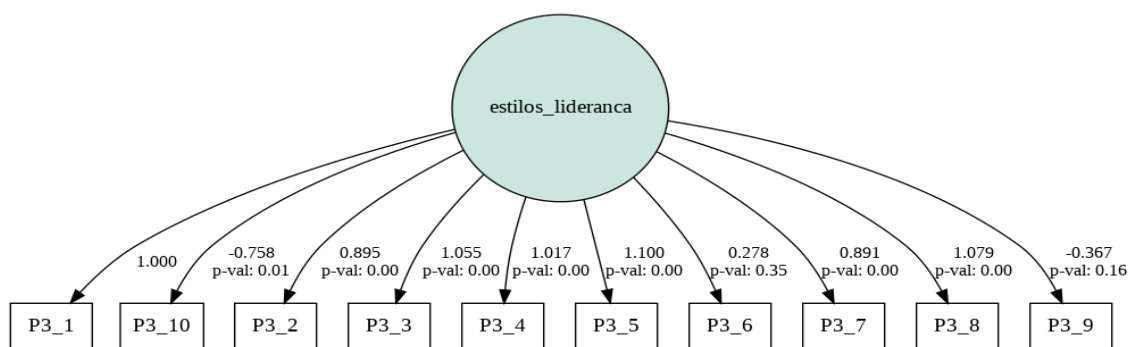 estilos_lideranca
1.000
-0.758
p-val: 0.01
0.895
p-val: 0.00
1.055
p-val: 0.00
1.017
p-val: 0.00
1.100
p-val: 0.00
0.278
p-val: 0.35
0.891
p-val: 0.00
1.079
p-val: 0.00
-0.367
p-val: 0.16
P3_1
P3_10
P3_2
P3_3
P3_4
P3_5
P3_6
P3_7
P3_8
P3_9